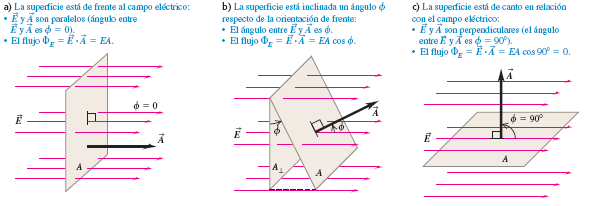 a) La superficie está de frente al campo eléctrico:
• E⃗ y A⃗ son paralelos (ángulo entre
E⃗ y A⃗ es ϕ = 0).
• El flujo Φ_E = E⃗ · A⃗ = EA.
ϕ = 0
E⃗
A⃗
A
b) La superficie está inclinada un ángulo ϕ
respecto de la orientación de frente:
• El ángulo entre E⃗ y A⃗ es ϕ.
• El flujo Φ_E = E⃗ · A⃗ = EA cos ϕ.
A⃗
E⃗
ϕ
ϕ
A⊥
A
c) La superficie está de canto en relación
con el campo eléctrico:
• E⃗ y A⃗ son perpendiculares (el ángulo
entre E⃗ y A⃗ es ϕ = 90°).
• El flujo Φ_E = E⃗ · A⃗ = EA cos 90° = 0.
A⃗
ϕ = 90°
E⃗
A